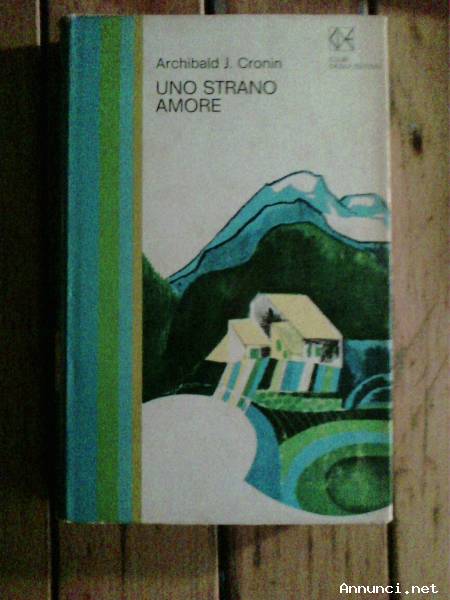 Archibald J. Cronin
UNO STRANO
AMORE
Annunci.net